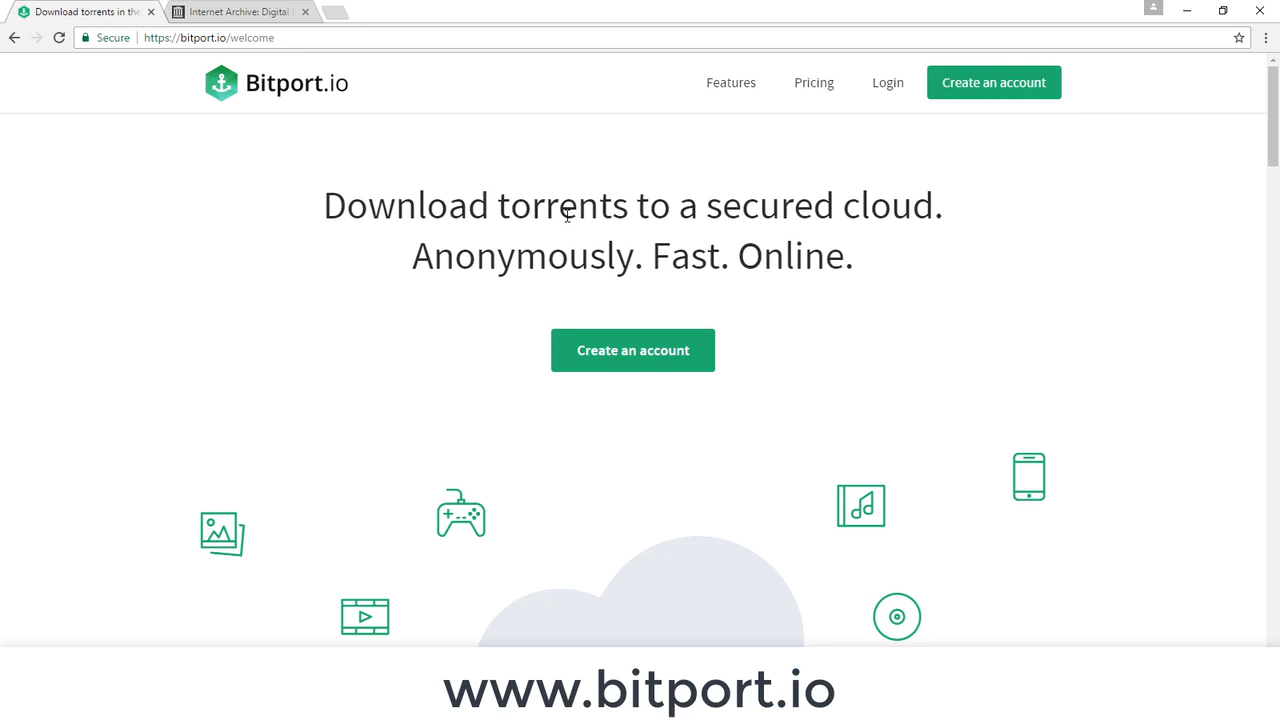 Download torrents in the
Internet Archive: Digital
Secure
https://bitport.io/welcome
Bitport.io
Features
Pricing
Login
Create an account
Download torrents to a secured cloud.
Anonymously. Fast. Online.
Create an account
www.bitport.io